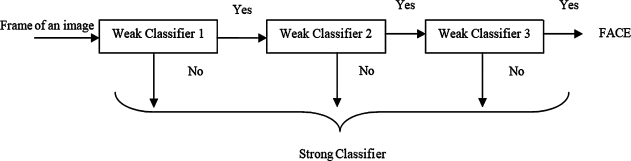 Yes
Yes
Yes
Frame of an image
Weak Classifier 1
Weak Classifier 2
Weak Classifier 3
FACE
No
No
No
Strong Classifier